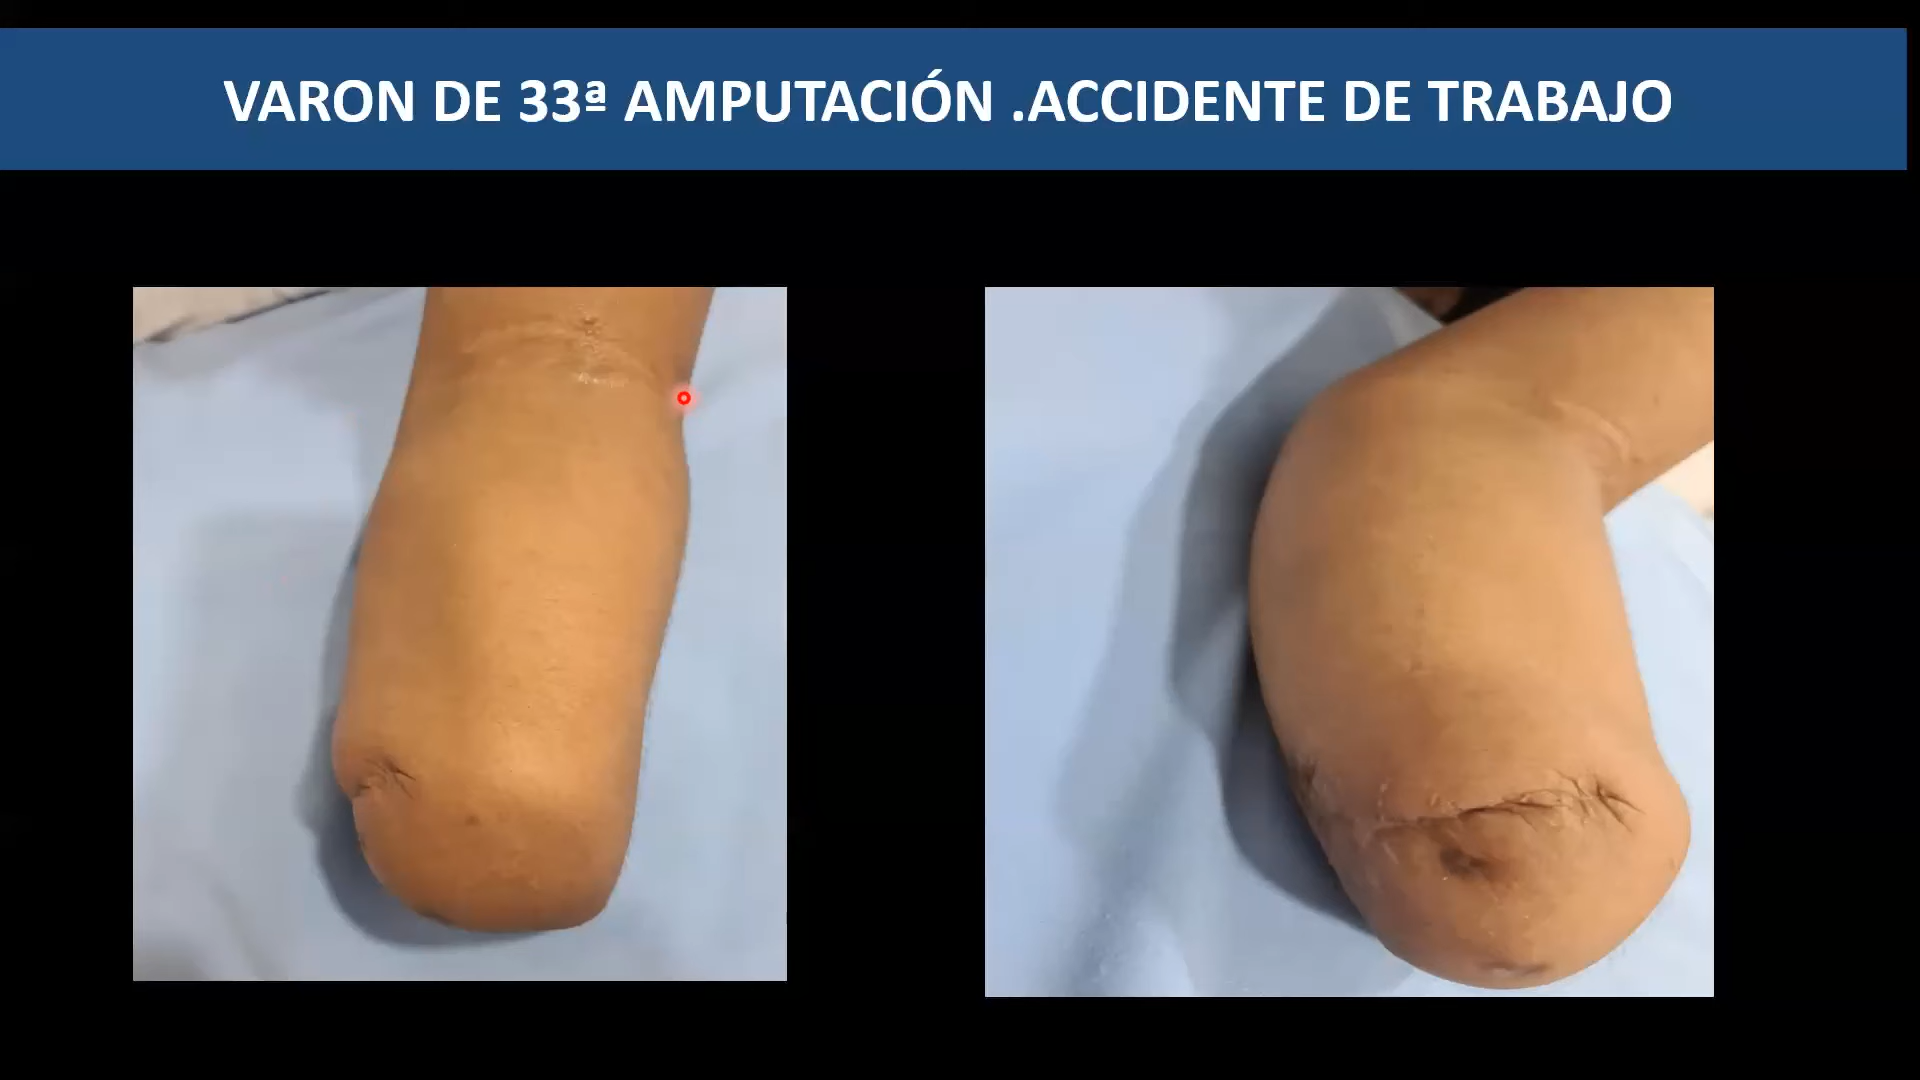 VARON DE 33ª AMPUTACIÓN .ACCIDENTE DE TRABAJO